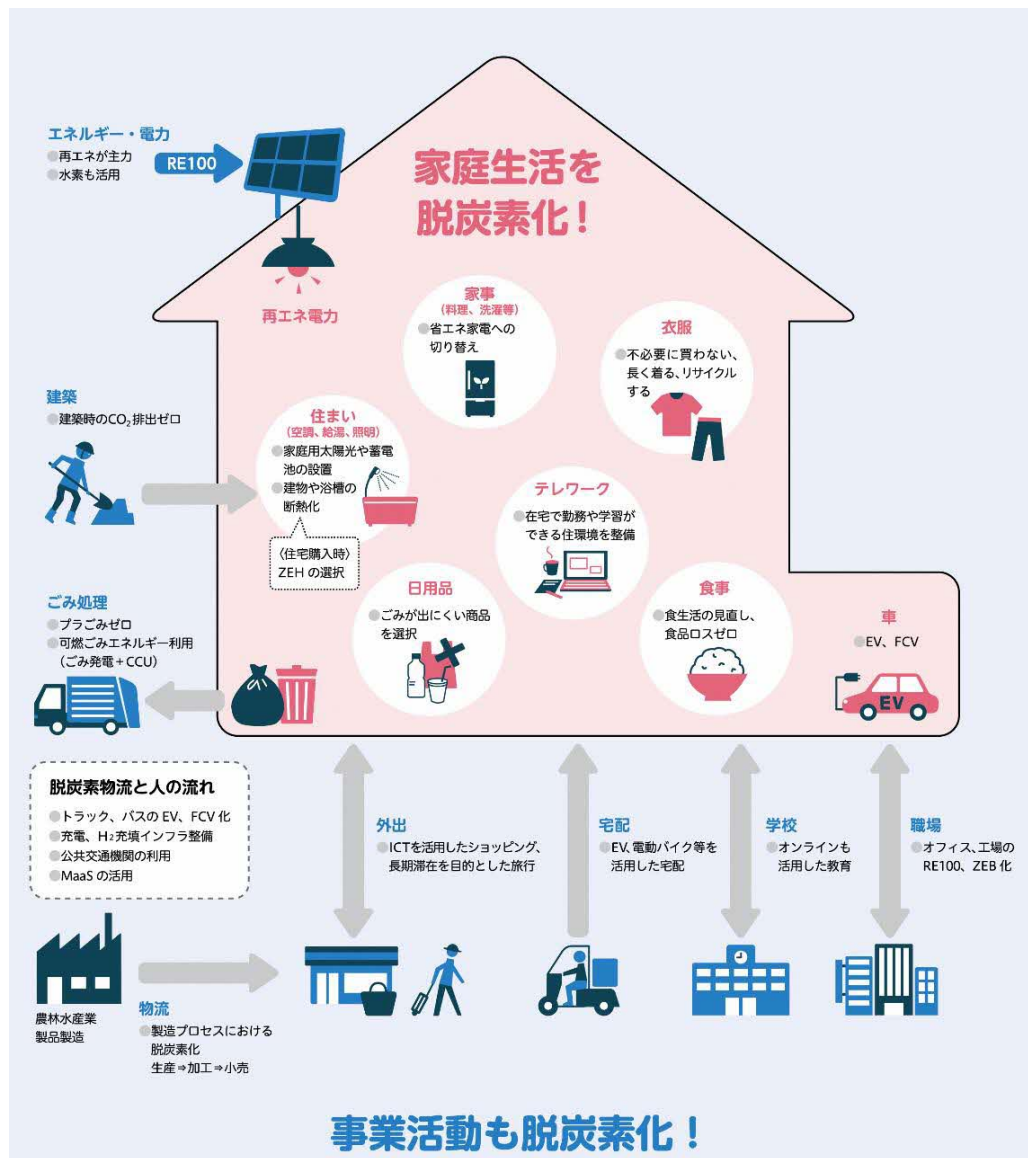 エネルギー・電力
●再エネが主力
●水素も活用
RE100
家庭生活を
脱炭素化!
再エネ電力
家事
(料理、洗濯等)
●省エネ家電への
切り替え
衣服
●不必要に買わない、
長く着る、リサイクル
する
建築
●建築時のCO₂排出ゼロ
住まい
(空調、給湯、照明)
●家庭用太陽光や蓄電
池の設置
●建物や浴槽の
断熱化
〈住宅購入時〉
ZEHの選択
テレワーク
●在宅で勤務や学習が
できる住環境を整備
日用品
●ごみが出にくい商品
を選択
食事
●食生活の見直し、
食品ロスゼロ
車
●EV、FCV
EV
ごみ処理
●プラごみゼロ
●可燃ごみエネルギー利用
(ごみ発電+CCU)
脱炭素物流と人の流れ
●トラック、バスのEV、FCV化
●充電、H₂充填インフラ整備
●公共交通機関の利用
●MaaSの活用
外出
●ICTを活用したショッピング、
長期滞在を目的とした旅行
宅配
●EV、電動バイク等を
活用した宅配
学校
●オンラインも
活用した教育
職場
●オフィス、工場の
RE100、ZEB化
農林水産業
製品製造
物流
●製造プロセスにおける
脱炭素化
生産⇒加工⇒小売
事業活動も脱炭素化!